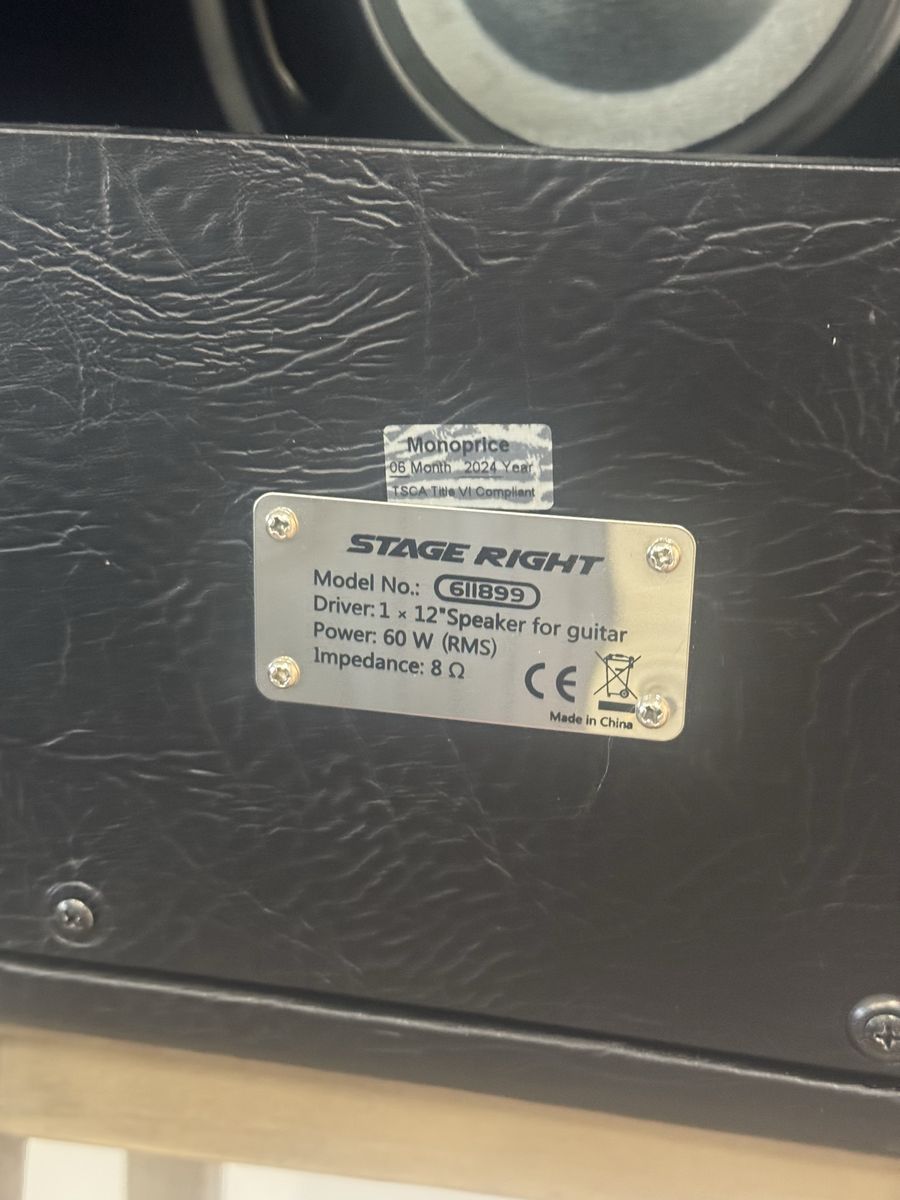 Monoprice
06 Month 2024 Year
TSCA Title VI Compliant
STAGE RIGHT
Model No.: 611899
Driver: 1 × 12"Speaker for guitar
Power: 60 W (RMS)
Impedance: 8 Ω
CE
Made in China